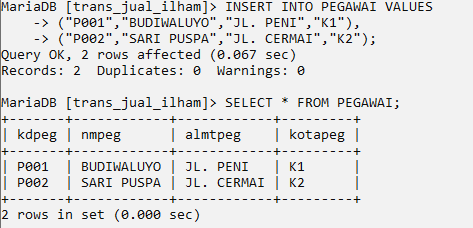 MariaDB [trans_jual_ilham]> INSERT INTO PEGAWAI VALUES
    -> ("P001","BUDIWALUYO","JL. PENI","K1"),
    -> ("P002","SARI PUSPA","JL. CERMAI","K2");
Query OK, 2 rows affected (0.067 sec)
Records: 2  Duplicates: 0  Warnings: 0

MariaDB [trans_jual_ilham]> SELECT * FROM PEGAWAI;
+-------+------------+------------+---------+
| kdpeg | nmpeg      | almtpeg    | kotapeg |
+-------+------------+------------+---------+
| P001  | BUDIWALUYO | JL. PENI   | K1      |
| P002  | SARI PUSPA | JL. CERMAI | K2      |
+-------+------------+------------+---------+
2 rows in set (0.000 sec)